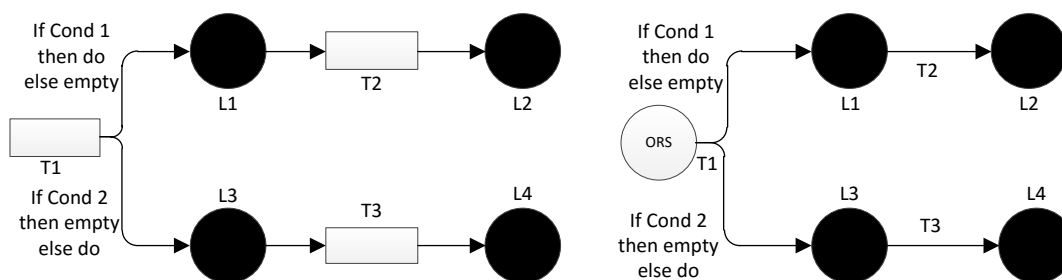 If Cond 1
then do
else empty
L1
T2
L2
T1
If Cond 2
then empty
else do
L3
T3
L4
If Cond 1
then do
else empty
L1
T2
L2
ORS
T1
If Cond 2
then empty
else do
L3
T3
L4